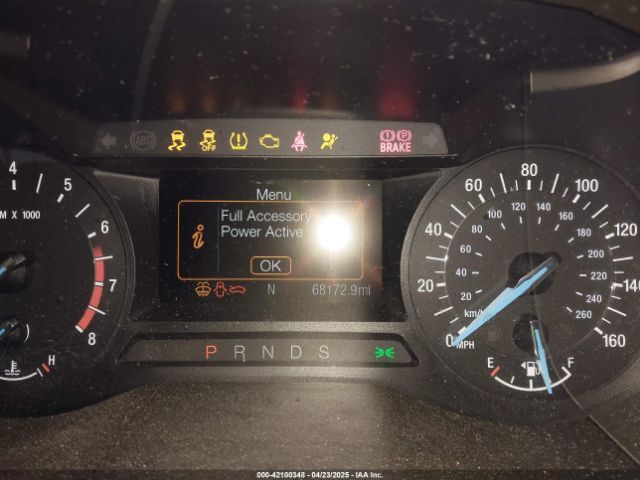 ABS
OFF
BRAKE
4
5
6
7
8
M X 1000
H
Menu
Full Accessory
Power Active
OK
N 68172.9mi
P R N D S
0 20 40 60 80 100 120 140 160
MPH
20 40 60 80 100 120 140 160 180 200 220 240 260
km/h
E F
000-42100348 - 04/23/2025 - IAA Inc.